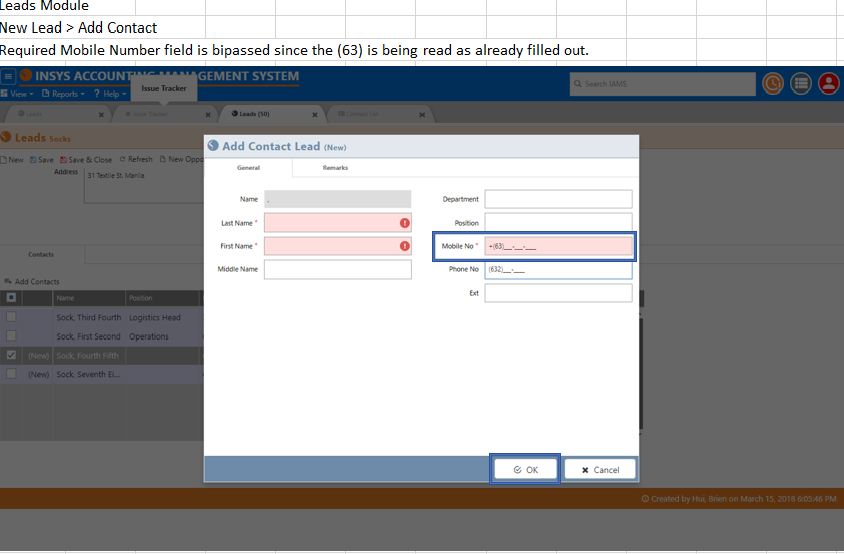 Leads Module
New Lead > Add Contact
Required Mobile Number field is bipassed since the (63) is being read as already filled out.
INSYS ACCOUNTING MANAGEMENT SYSTEM
Search IAMS
View Reports ? Help
Issue Tracker
Leads Issue Tracker Leads (50) Contact List
Leads Socks
New Save Save & Close Refresh New Oppo
Address 31 Textile St. Manila
Add Contact Lead (New)
General Remarks
Name ,
Department
Last Name *
Position
First Name *
Mobile No * +(63)__-__-___
Middle Name
Phone No (632)__-___
Ext
Contacts
Add Contacts
Name Position
Sock, Third Fourth Logistics Head
Sock, First Second Operations
(New) Sock, Fourth Fifth
(New) Sock, Seventh Ei...
OK Cancel
Created by Hui, Brien on March 15, 2018 6:05:46 PM